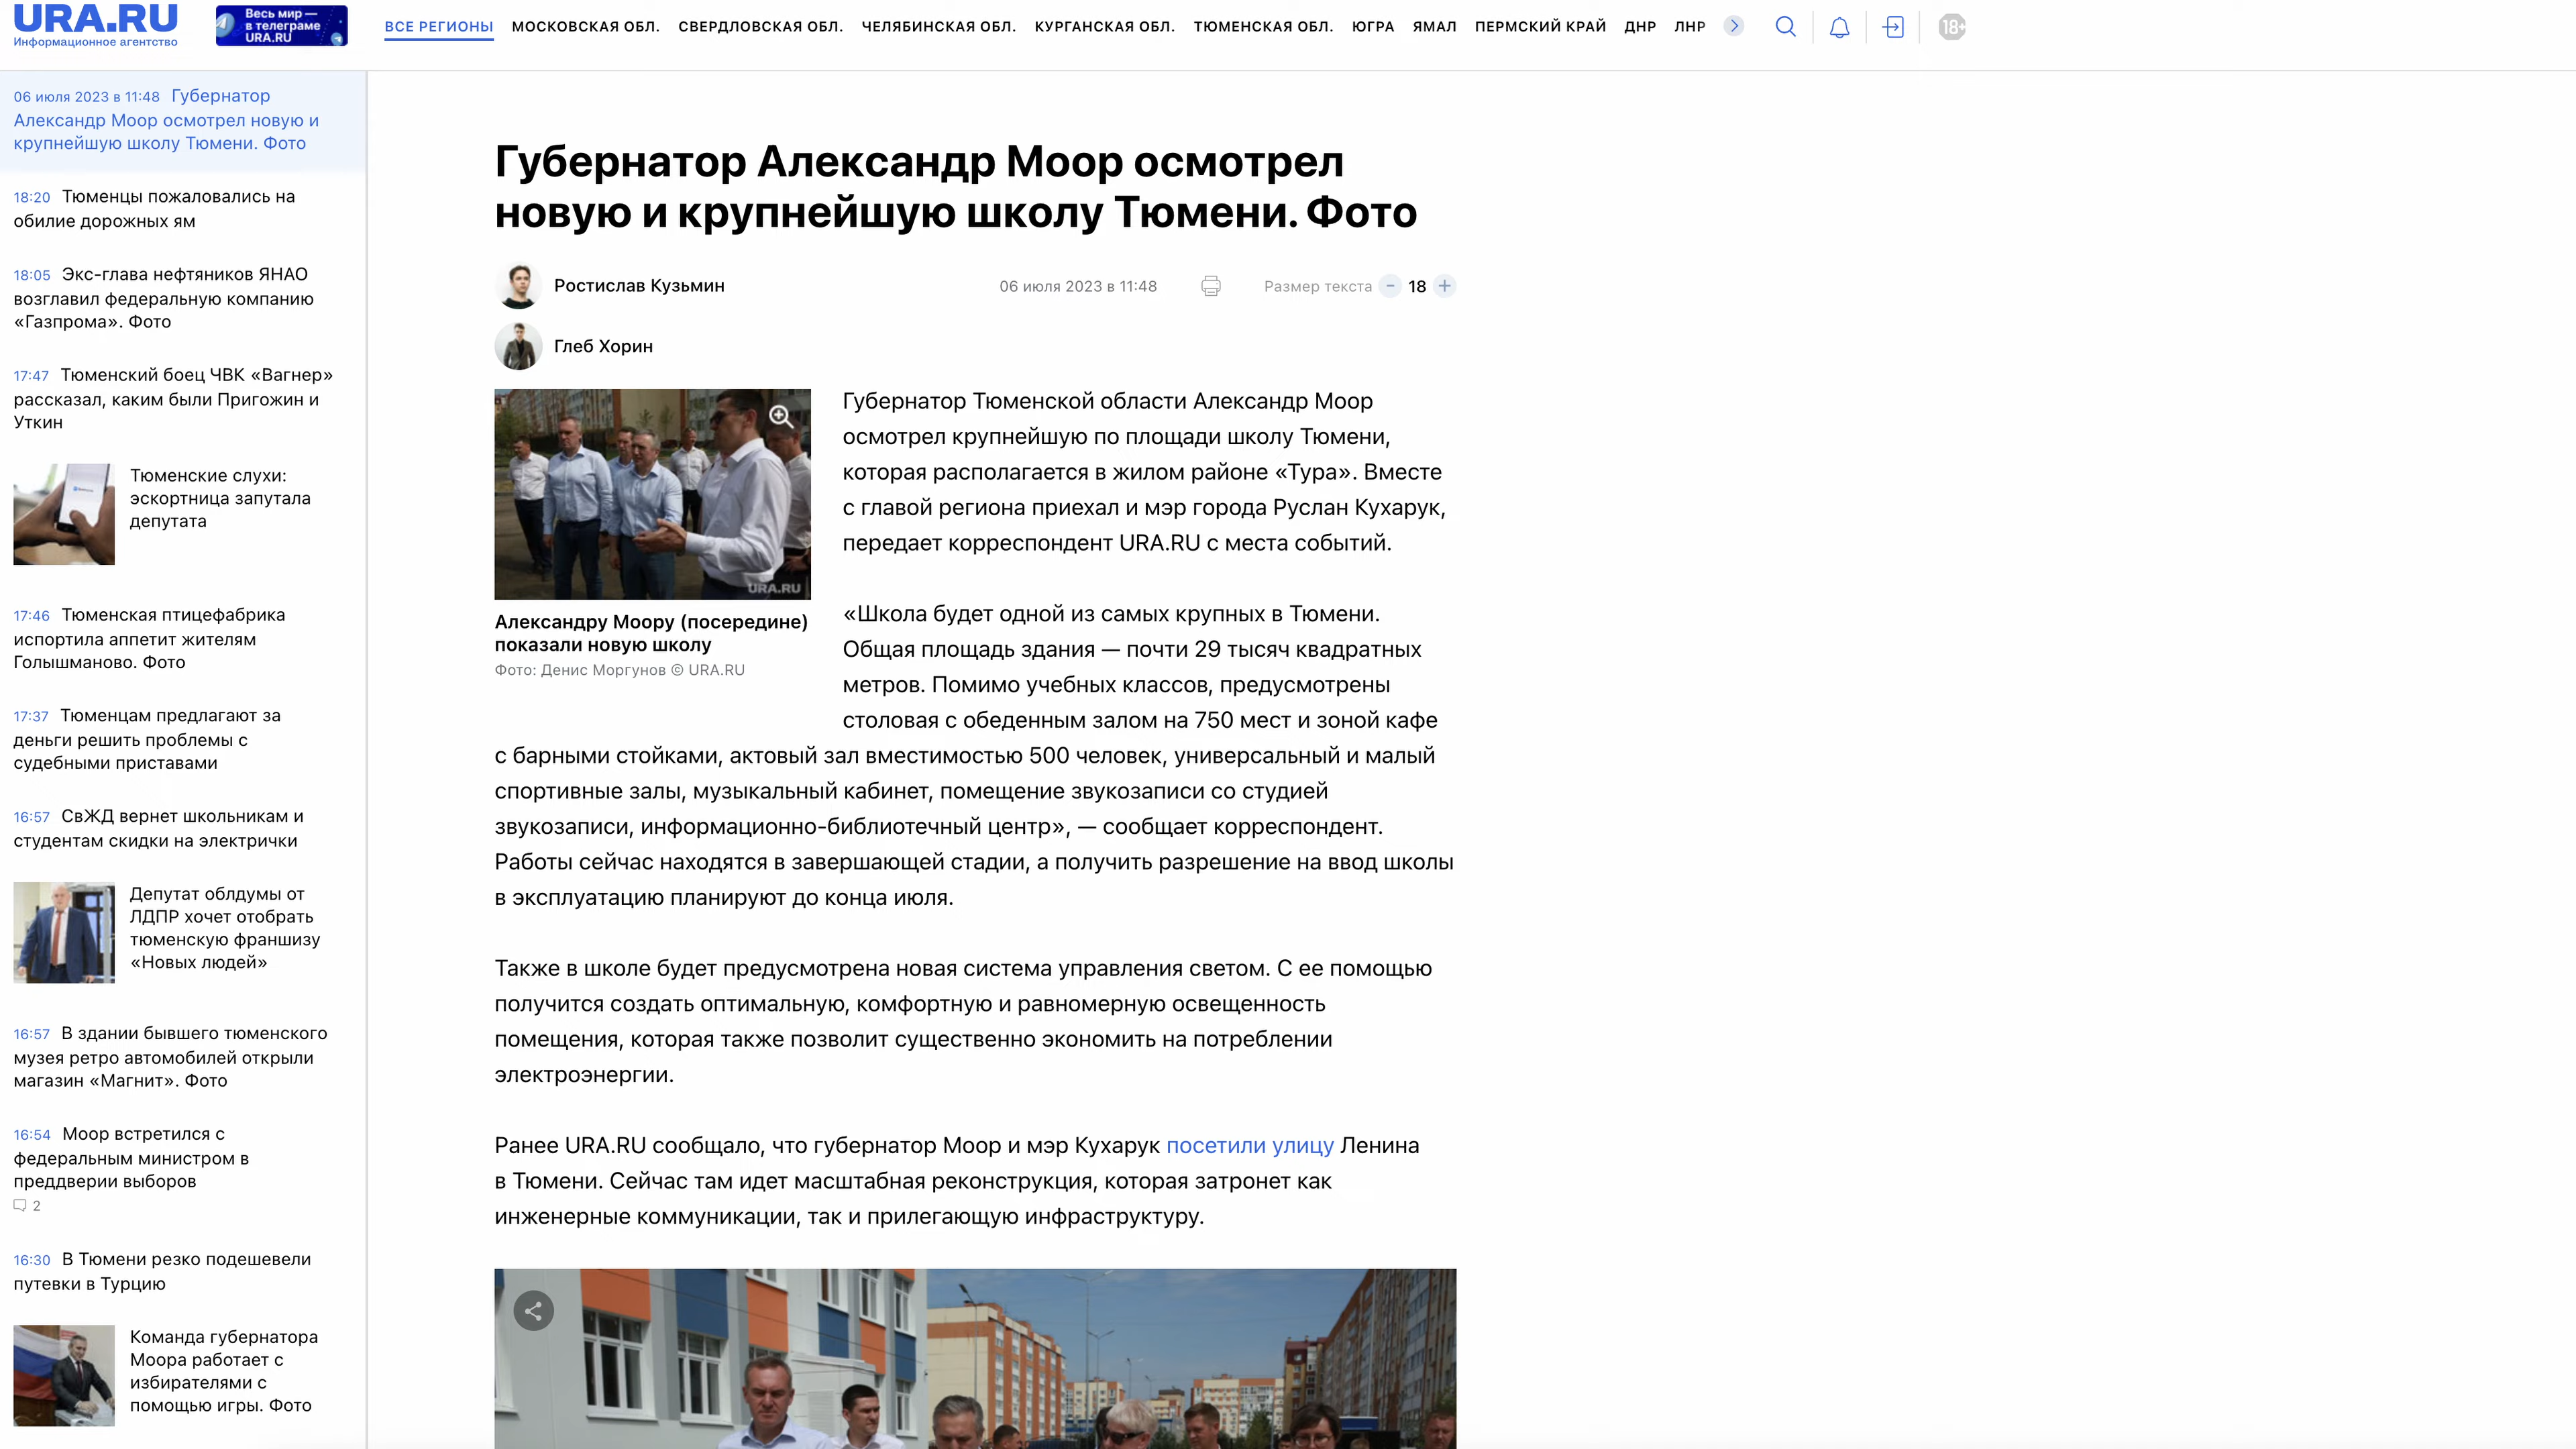 URA.RU
Информационное агентство
Весь мир —
в телеграме
URA.RU
ВСЕ РЕГИОНЫ МОСКОВСКАЯ ОБЛ. СВЕРДЛОВСКАЯ ОБЛ. ЧЕЛЯБИНСКАЯ ОБЛ. КУРГАНСКАЯ ОБЛ. ТЮМЕНСКАЯ ОБЛ. ЮГРА ЯМАЛ ПЕРМСКИЙ КРАЙ ДНР ЛНР
18+
06 июля 2023 в 11:48 Губернатор
Александр Моор осмотрел новую и
крупнейшую школу Тюмени. Фото
18:20 Тюменцы пожаловались на
обилие дорожных ям
18:05 Экс-глава нефтяников ЯНАО
возглавил федеральную компанию
«Газпрома». Фото
17:47 Тюменский боец ЧВК «Вагнер»
рассказал, каким были Пригожин и
Уткин
Тюменские слухи:
эскортница запутала
депутата
17:46 Тюменская птицефабрика
испортила аппетит жителям
Голышманово. Фото
17:37 Тюменцам предлагают за
деньги решить проблемы с
судебными приставами
16:57 СвЖД вернет школьникам и
студентам скидки на электрички
Депутат облдумы от
ЛДПР хочет отобрать
тюменскую франшизу
«Новых людей»
16:57 В здании бывшего тюменского
музея ретро автомобилей открыли
магазин «Магнит». Фото
16:54 Моор встретился с
федеральным министром в
преддверии выборов
2
16:30 В Тюмени резко подешевели
путевки в Турцию
Команда губернатора
Моора работает с
избирателями с
помощью игры. Фото
Губернатор Александр Моор осмотрел
новую и крупнейшую школу Тюмени. Фото
Ростислав Кузьмин
06 июля 2023 в 11:48
Размер текста − 18 +
Глеб Хорин
URA.RU
Александру Моору (посередине)
показали новую школу
Фото: Денис Моргунов © URA.RU
Губернатор Тюменской области Александр Моор
осмотрел крупнейшую по площади школу Тюмени,
которая располагается в жилом районе «Тура». Вместе
с главой региона приехал и мэр города Руслан Кухарук,
передает корреспондент URA.RU с места событий.
«Школа будет одной из самых крупных в Тюмени.
Общая площадь здания — почти 29 тысяч квадратных
метров. Помимо учебных классов, предусмотрены
столовая с обеденным залом на 750 мест и зоной кафе
с барными стойками, актовый зал вместимостью 500 человек, универсальный и малый
спортивные залы, музыкальный кабинет, помещение звукозаписи со студией
звукозаписи, информационно-библиотечный центр», — сообщает корреспондент.
Работы сейчас находятся в завершающей стадии, а получить разрешение на ввод школы
в эксплуатацию планируют до конца июля.
Также в школе будет предусмотрена новая система управления светом. С ее помощью
получится создать оптимальную, комфортную и равномерную освещенность
помещения, которая также позволит существенно экономить на потреблении
электроэнергии.
Ранее URA.RU сообщало, что губернатор Моор и мэр Кухарук посетили улицу Ленина
в Тюмени. Сейчас там идет масштабная реконструкция, которая затронет как
инженерные коммуникации, так и прилегающую инфраструктуру.